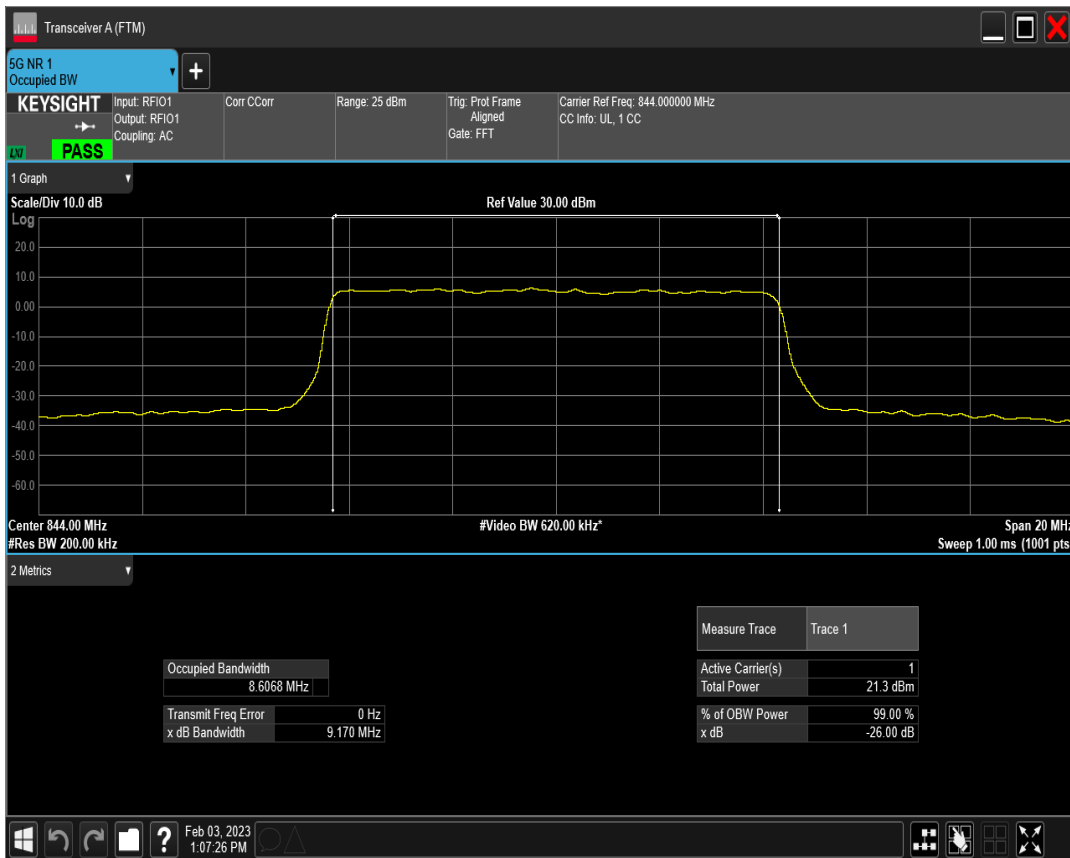 Transceiver A (FTM)
5G NR 1
Occupied BW
+
KEYSIGHT
LXI
PASS
Input: RFIO1
Output: RFIO1
Coupling: AC
Corr CCorr
Range: 25 dBm
Trig: Prot Frame
Aligned
Gate: FFT
Carrier Ref Freq: 844.000000 MHz
CC Info: UL, 1 CC
1 Graph
Scale/Div 10.0 dB
Ref Value 30.00 dBm
Log
20.0
10.0
0.00
-10.0
-20.0
-30.0
-40.0
-50.0
-60.0
Center 844.00 MHz
#Video BW 620.00 kHz*
Span 20 MHz
#Res BW 200.00 kHz
Sweep 1.00 ms (1001 pts
2 Metrics
Measure Trace Trace 1
Occupied Bandwidth
8.6068 MHz
Active Carrier(s) 1
Total Power 21.3 dBm
Transmit Freq Error 0 Hz
x dB Bandwidth 9.170 MHz
% of OBW Power 99.00 %
x dB -26.00 dB
?
Feb 03, 2023
1:07:26 PM